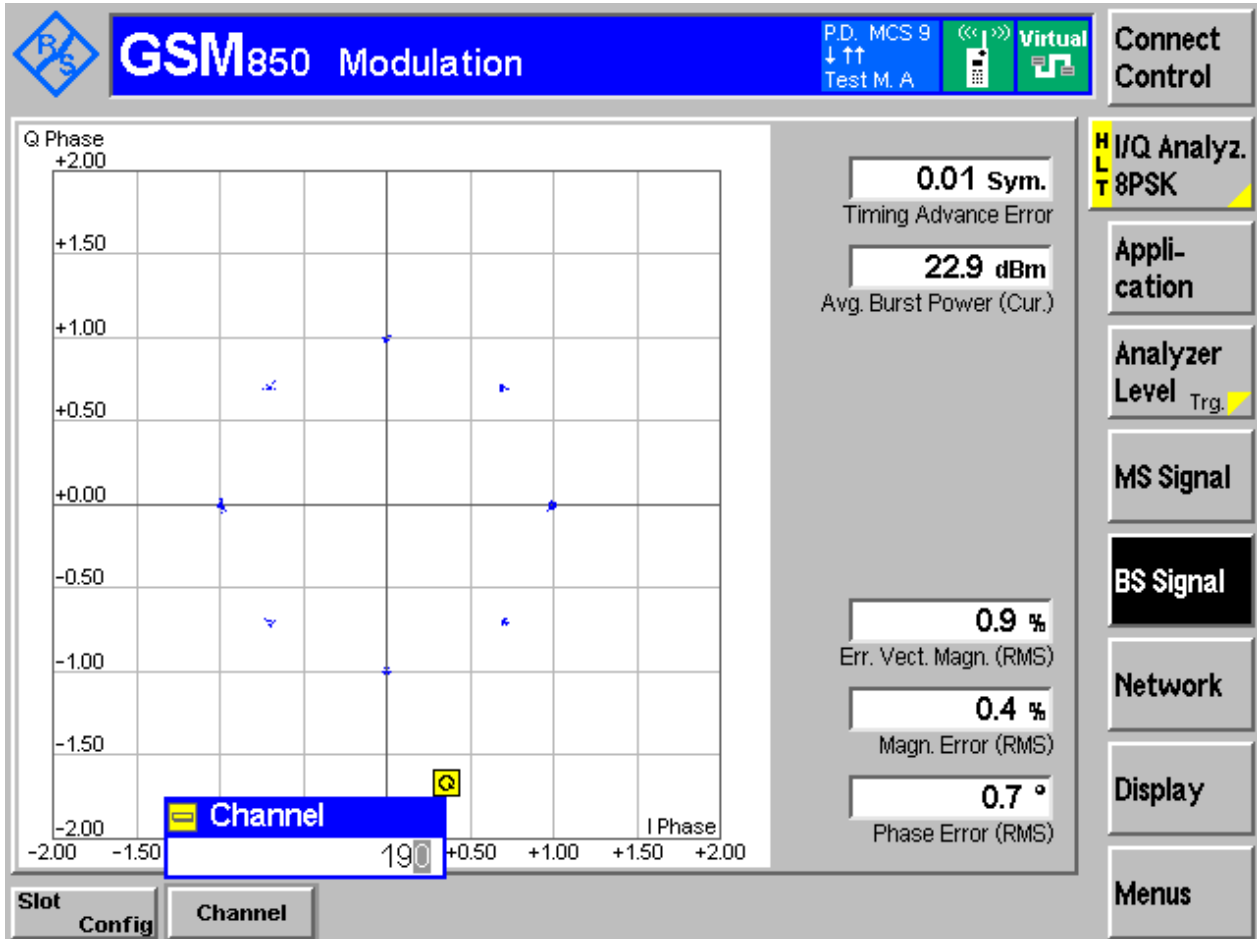 R/S
GSM850 Modulation
P.D. MCS 9
↓ ↑↑
Test M. A
Virtual
Connect
Control
Q Phase
+2.00
+1.50
+1.00
+0.50
+0.00
-0.50
-1.00
-1.50
-2.00
I Phase
-2.00 -1.50 +0.50 +1.00 +1.50 +2.00
Q
Channel
190
0.01 Sym.
Timing Advance Error
22.9 dBm
Avg. Burst Power (Cur.)
0.9 %
Err. Vect. Magn. (RMS)
0.4 %
Magn. Error (RMS)
0.7 °
Phase Error (RMS)
HLT
I/Q Analyz.
8PSK
Appli-
cation
Analyzer
Level Trg.
MS Signal
BS Signal
Network
Display
Menus
Slot
Config
Channel